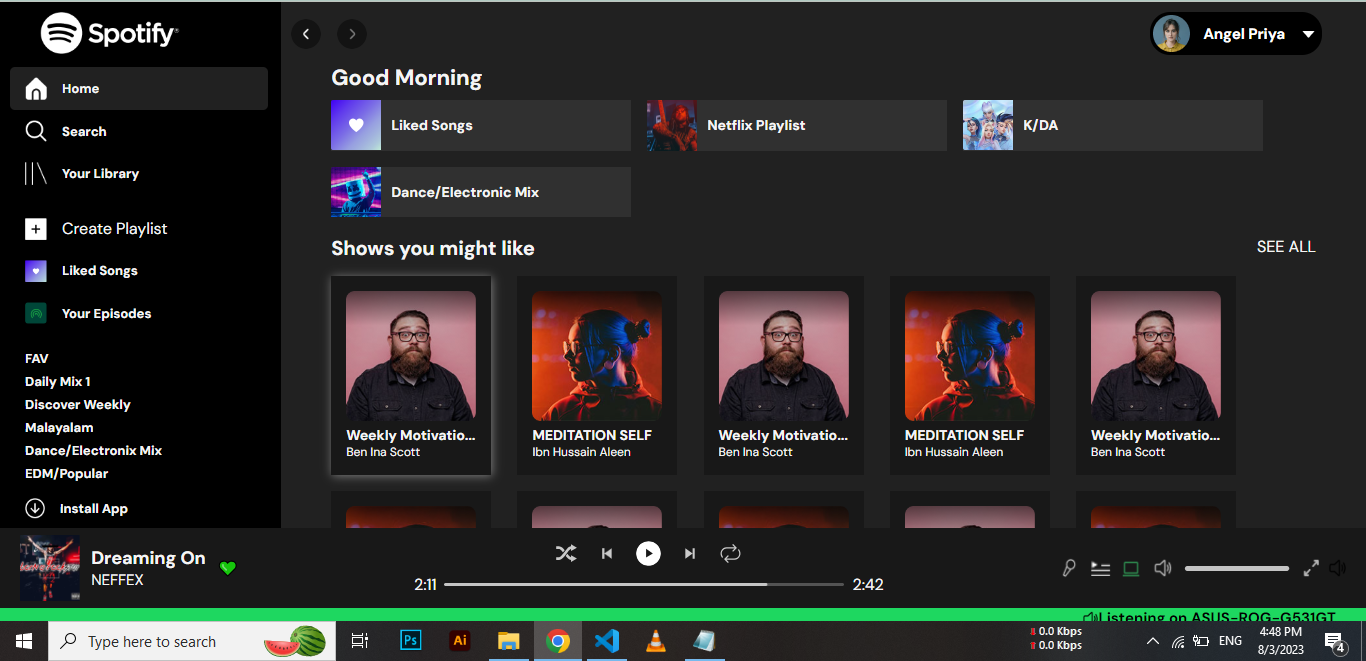 Spotify
Angel Priya
Home
Search
Your Library
Create Playlist
Liked Songs
Your Episodes
FAV
Daily Mix 1
Discover Weekly
Malayalam
Dance/Electronix Mix
EDM/Popular
Install App
Good Morning
Liked Songs
Netflix Playlist
K/DA
Dance/Electronic Mix
Shows you might like
SEE ALL
Weekly Motivatio...
Ben Ina Scott
MEDITATION SELF
Ibn Hussain Aleen
Weekly Motivatio...
Ben Ina Scott
MEDITATION SELF
Ibn Hussain Aleen
Weekly Motivatio...
Ben Ina Scott
Dreaming On
NEFFEX
2:11
2:42
Listening on ASUS-ROG-G531GT
Type here to search
Ps
Ai
0.0 Kbps
0.0 Kbps
ENG
4:48 PM
8/3/2023
4